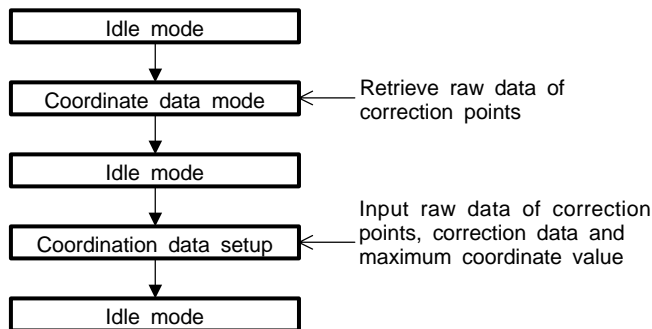 Idle mode
Coordinate data mode
Retrieve raw data of
correction points
Idle mode
Coordination data setup
Input raw data of correction
points, correction data and
maximum coordinate value
Idle mode